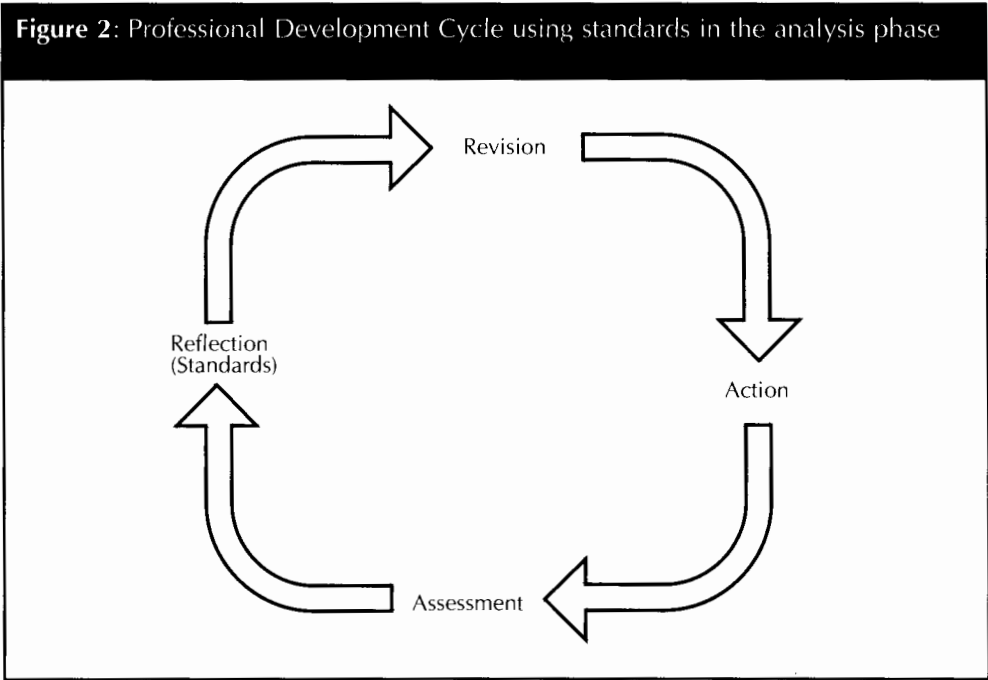 Figure 2: Professional Development Cycle using standards in the analysis phase
Revision
Reflection
(Standards)
Action
Assessment